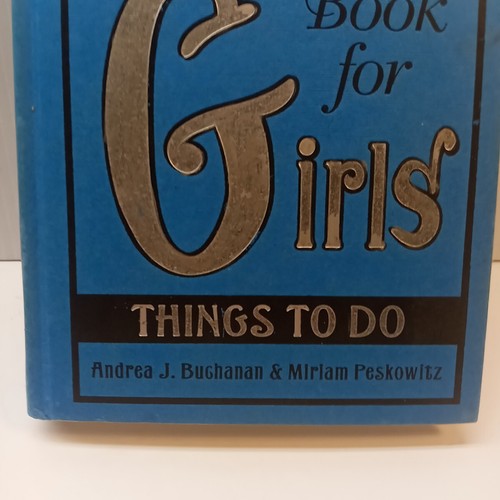 Book
for
Girls
THINGS TO DO
Andrea J. Buchanan & Miriam Peskowitz